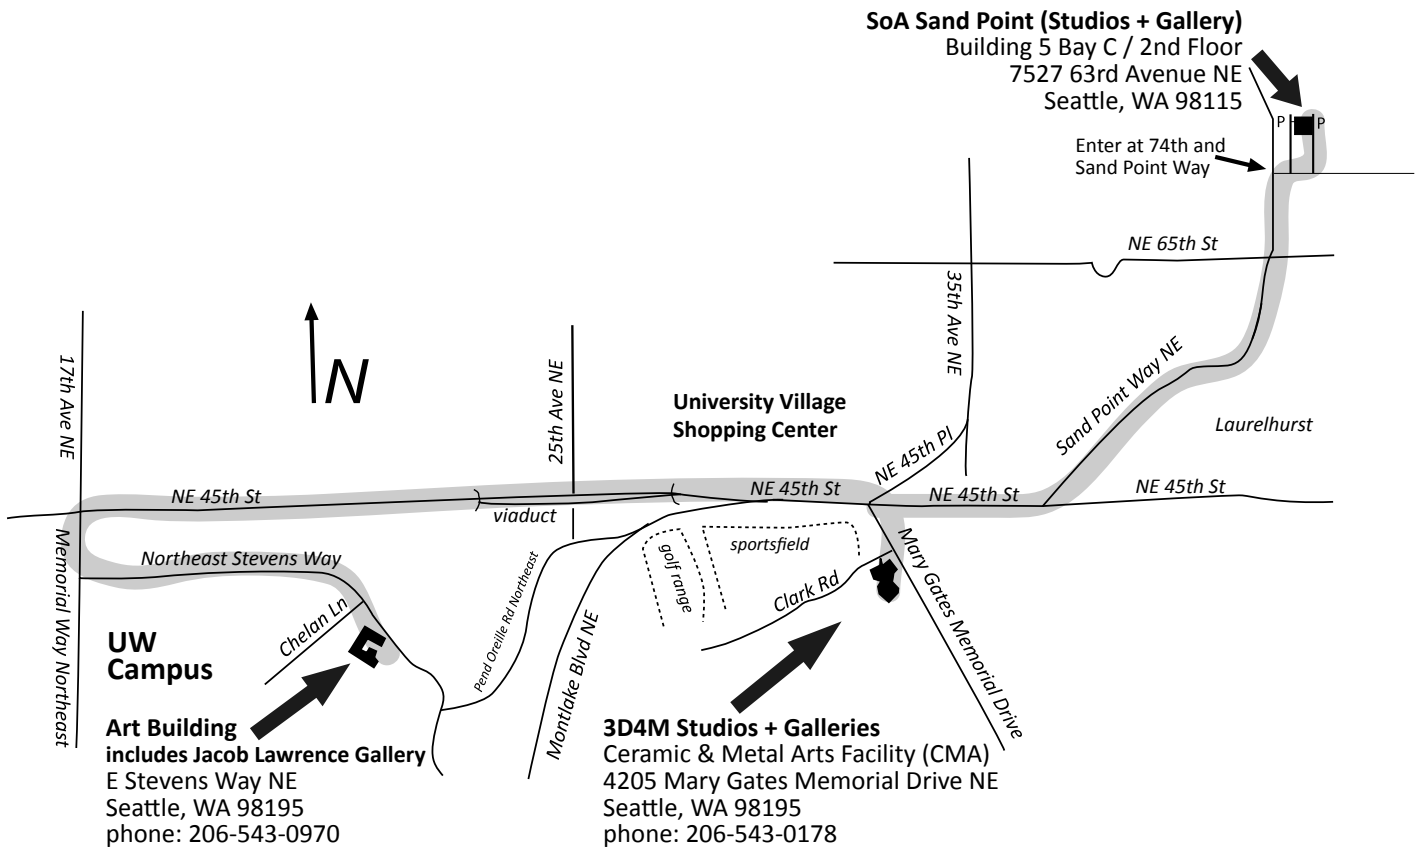 SoA Sand Point (Studios + Gallery)
Building 5 Bay C / 2nd Floor
7527 63rd Avenue NE
Seattle, WA 98115
P
P
Enter at 74th and
Sand Point Way
NE 65th St
35th Ave NE
17th Ave NE
N
25th Ave NE
University Village
Shopping Center
Sand Point Way NE
Laurelhurst
NE 45th Pl
NE 45th St
NE 45th St
NE 45th St
NE 45th St
viaduct
Memorial Way Northeast
Northeast Stevens Way
Pend Oreille Rd Northeast
golf range
sportsfield
Mary Gates Memorial Drive
Clark Rd
Chelan Ln
Montlake Blvd NE
UW
Campus
Art Building
includes Jacob Lawrence Gallery
E Stevens Way NE
Seattle, WA 98195
phone: 206-543-0970
3D4M Studios + Galleries
Ceramic & Metal Arts Facility (CMA)
4205 Mary Gates Memorial Drive NE
Seattle, WA 98195
phone: 206-543-0178